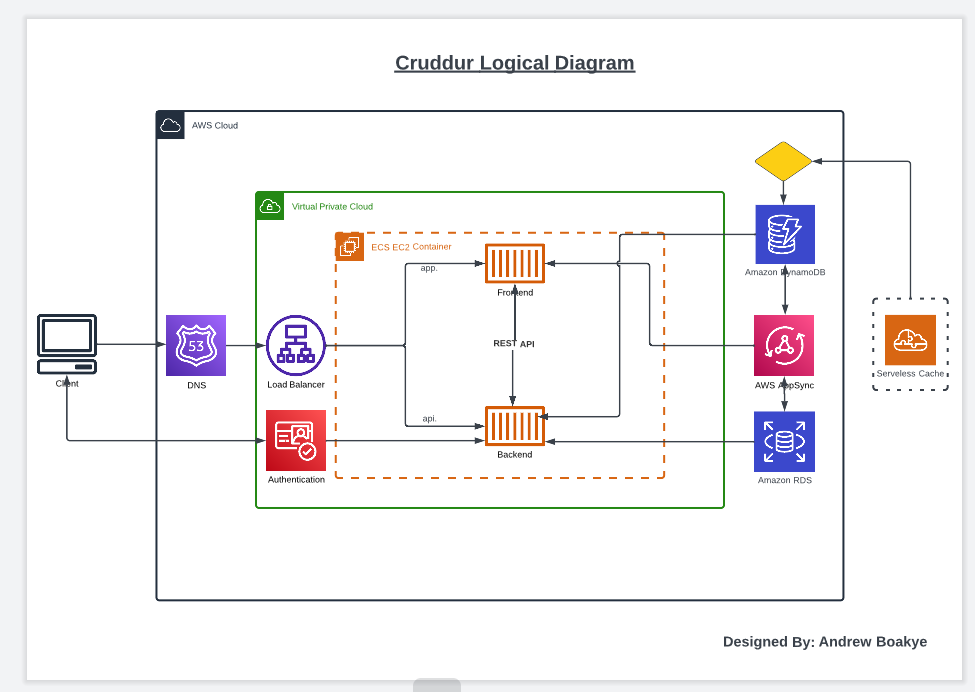 Cruddur Logical Diagram
AWS Cloud
Virtual Private Cloud
ECS EC2 Container
app.
Frontend
Amazon DynamoDB
53
REST API
Client
DNS
Load Balancer
AWS AppSync
Serveless Cache
api.
Backend
Authentication
Amazon RDS
Designed By: Andrew Boakye